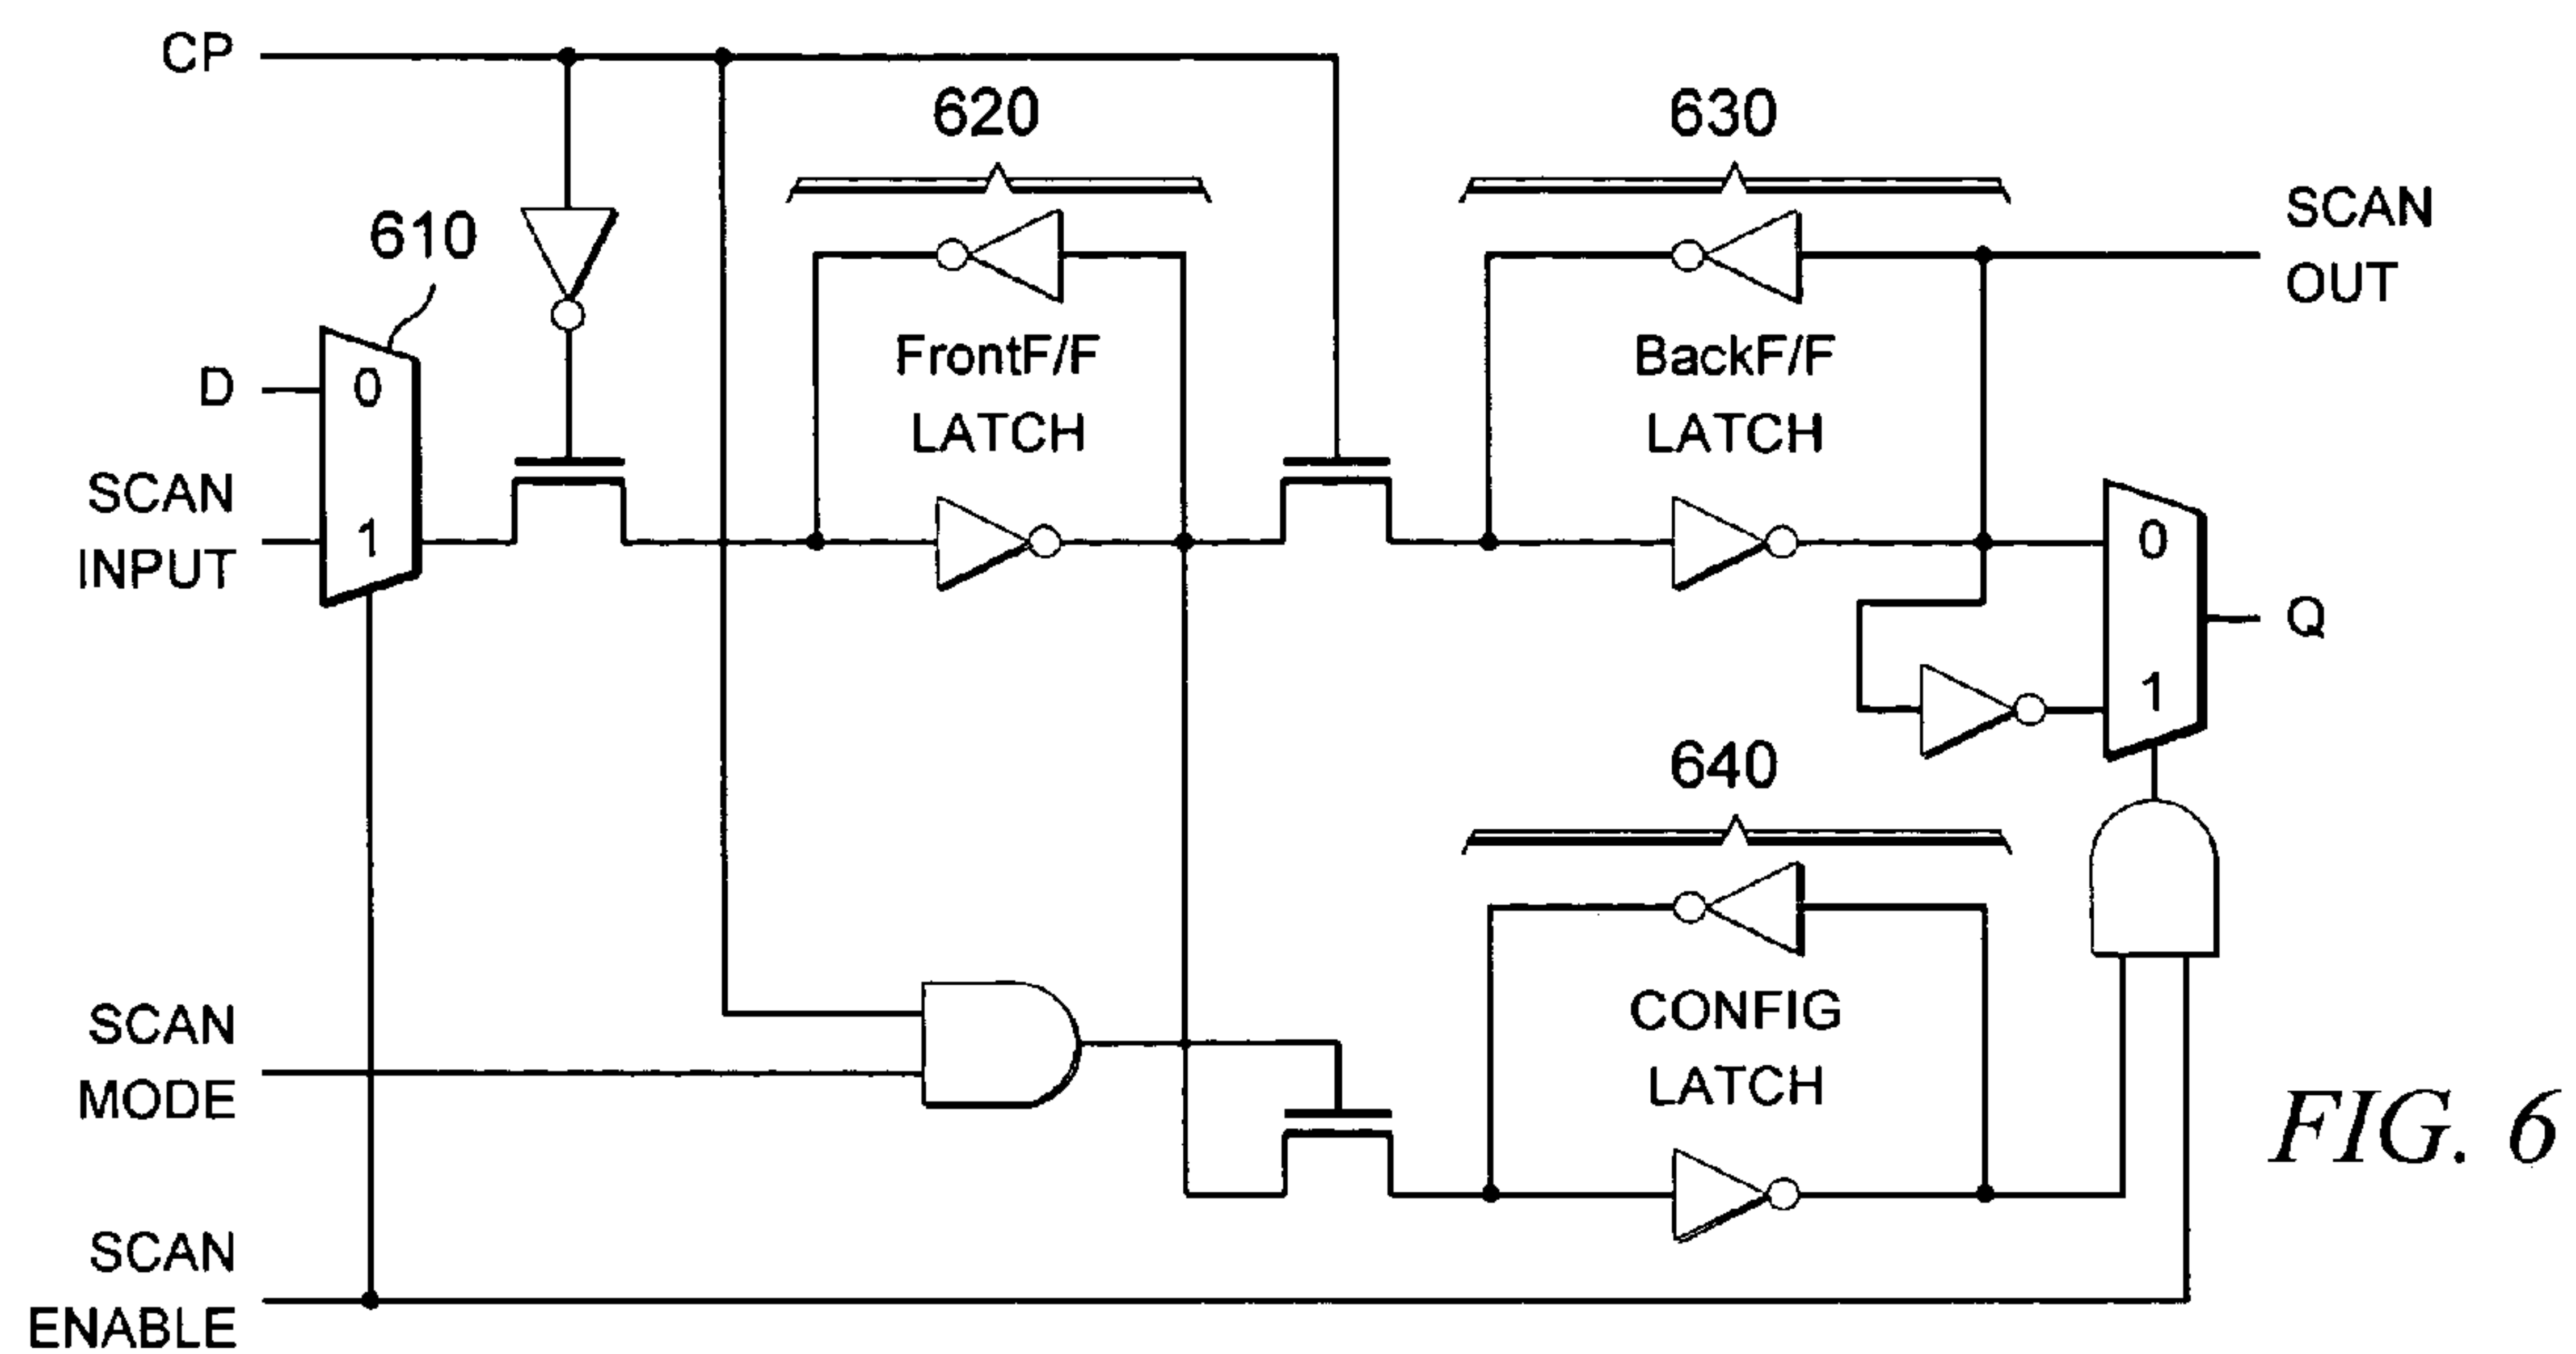 CP
620
630
SCAN
OUT
610
FrontF/F
LATCH
BackF/F
LATCH
D
0
SCAN
INPUT
1
0
Q
1
640
SCAN
MODE
CONFIG
LATCH
FIG. 6
SCAN
ENABLE